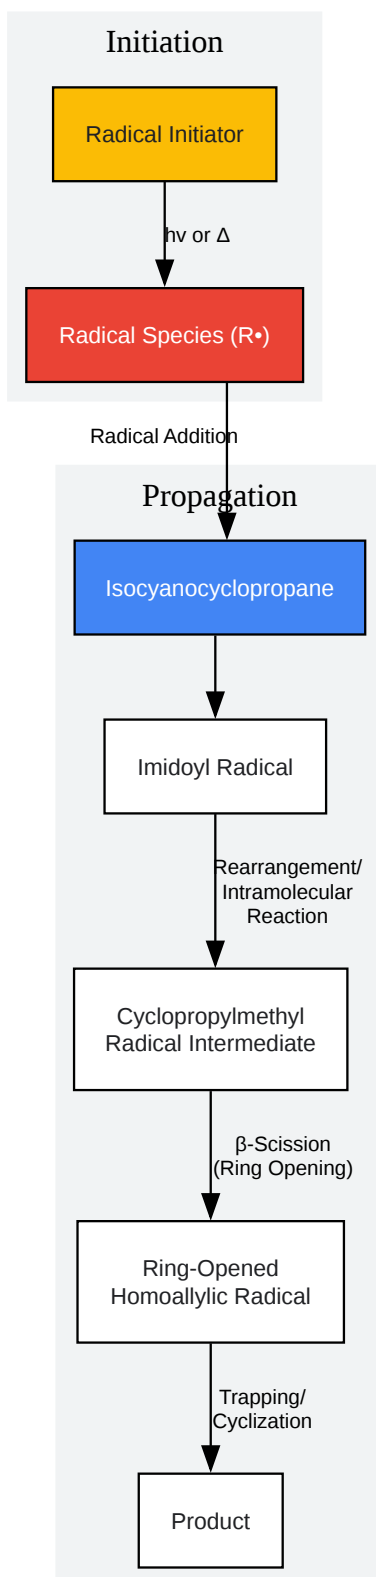 Initiation
Radical Initiator
hv or Δ
Radical Species (R•)
Radical Addition
Propagation
Isocyanocyclopropane
Imidoyl Radical
Rearrangement/
Intramolecular
Reaction
Cyclopropylmethyl
Radical Intermediate
β-Scission
(Ring Opening)
Ring-Opened
Homoallylic Radical
Trapping/
Cyclization
Product